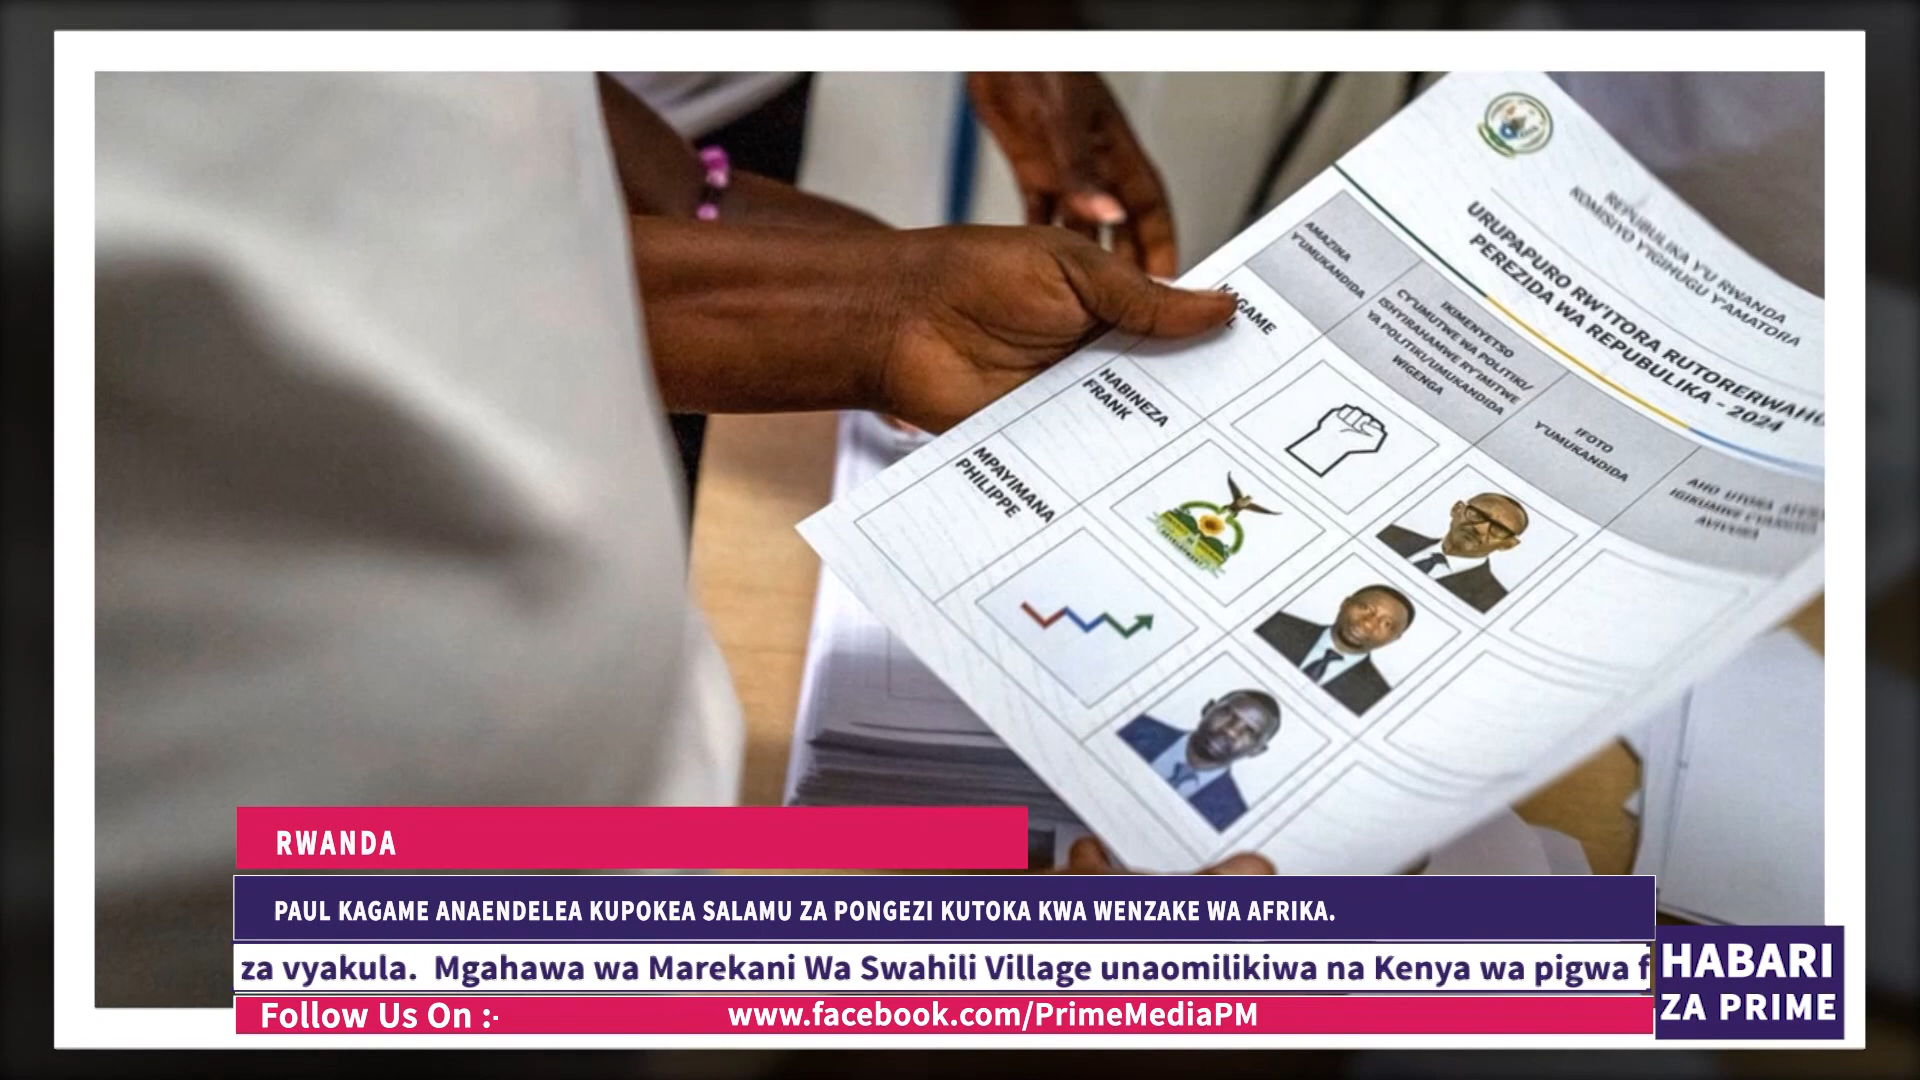 REPUBULIKA Y'U RWANDA
KOMISIYO Y'IGIHUGU Y'AMATORA
URUPAPURO RW'ITORA RUTORERWAHO
PEREZIDA WA REPUBULIKA - 2024
AMAZINA
Y'UMUKANDIDA
IKIMENYETSO
CY'UMUTWE WA POLITIKI/
ISHYIRAHAMWE RY'IMITWE
YA POLITIKI/UMUKANDIDA
WIGENGA
IFOTO
Y'UMUKANDIDA
KAGAME
HABINEZA
FRANK
MPAYIMANA
PHILIPPE
RWANDA
PAUL KAGAME ANAENDELEA KUPOKEA SALAMU ZA PONGEZI KUTOKA KWA WENZAKE WA AFRIKA.
za vyakula. Mgahawa wa Marekani Wa Swahili Village unaomilikiwa na Kenya wa pigwa f
Follow Us On :- www.facebook.com/PrimeMediaPM
HABARI
ZA PRIME